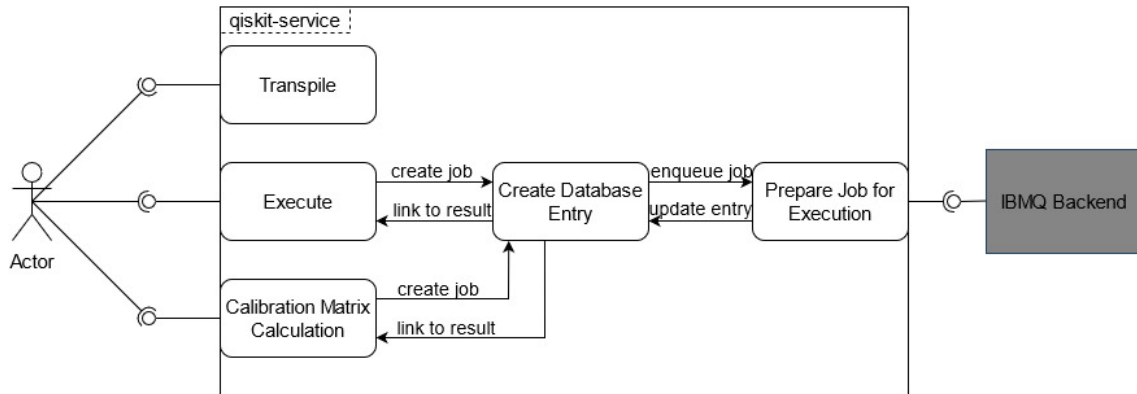 qiskit-service
Transpile
create job
enqueue job
Execute
Create Database
Entry
Prepare Job for
Execution
IBMQ Backend
link to result
update entry
Actor
create job
Calibration Matrix
Calculation
link to result